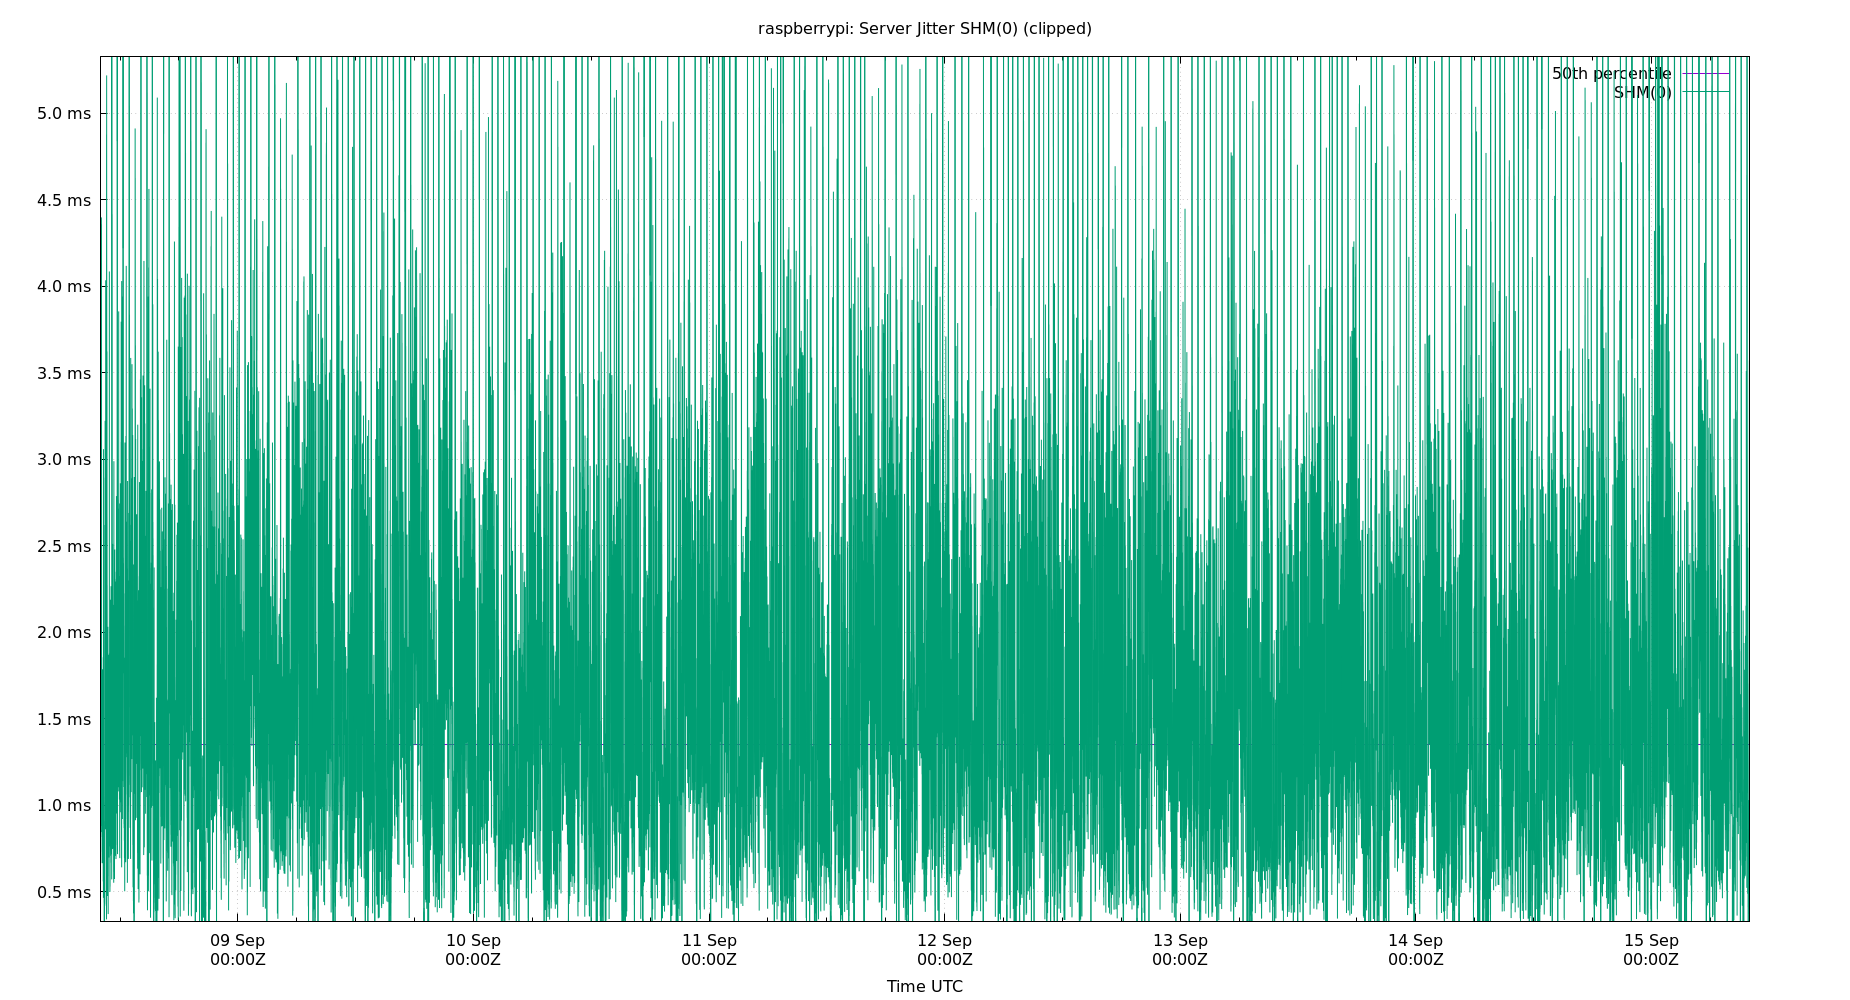 raspberrypi: Server Jitter SHM(0) (clipped)
50th percentile
SHM(0)
5.0 ms
4.5 ms
4.0 ms
3.5 ms
3.0 ms
2.5 ms
2.0 ms
1.5 ms
1.0 ms
0.5 ms
09 Sep 10 Sep 11 Sep 12 Sep 13 Sep 14 Sep 15 Sep
00:00Z 00:00Z 00:00Z 00:00Z 00:00Z 00:00Z 00:00Z
Time UTC